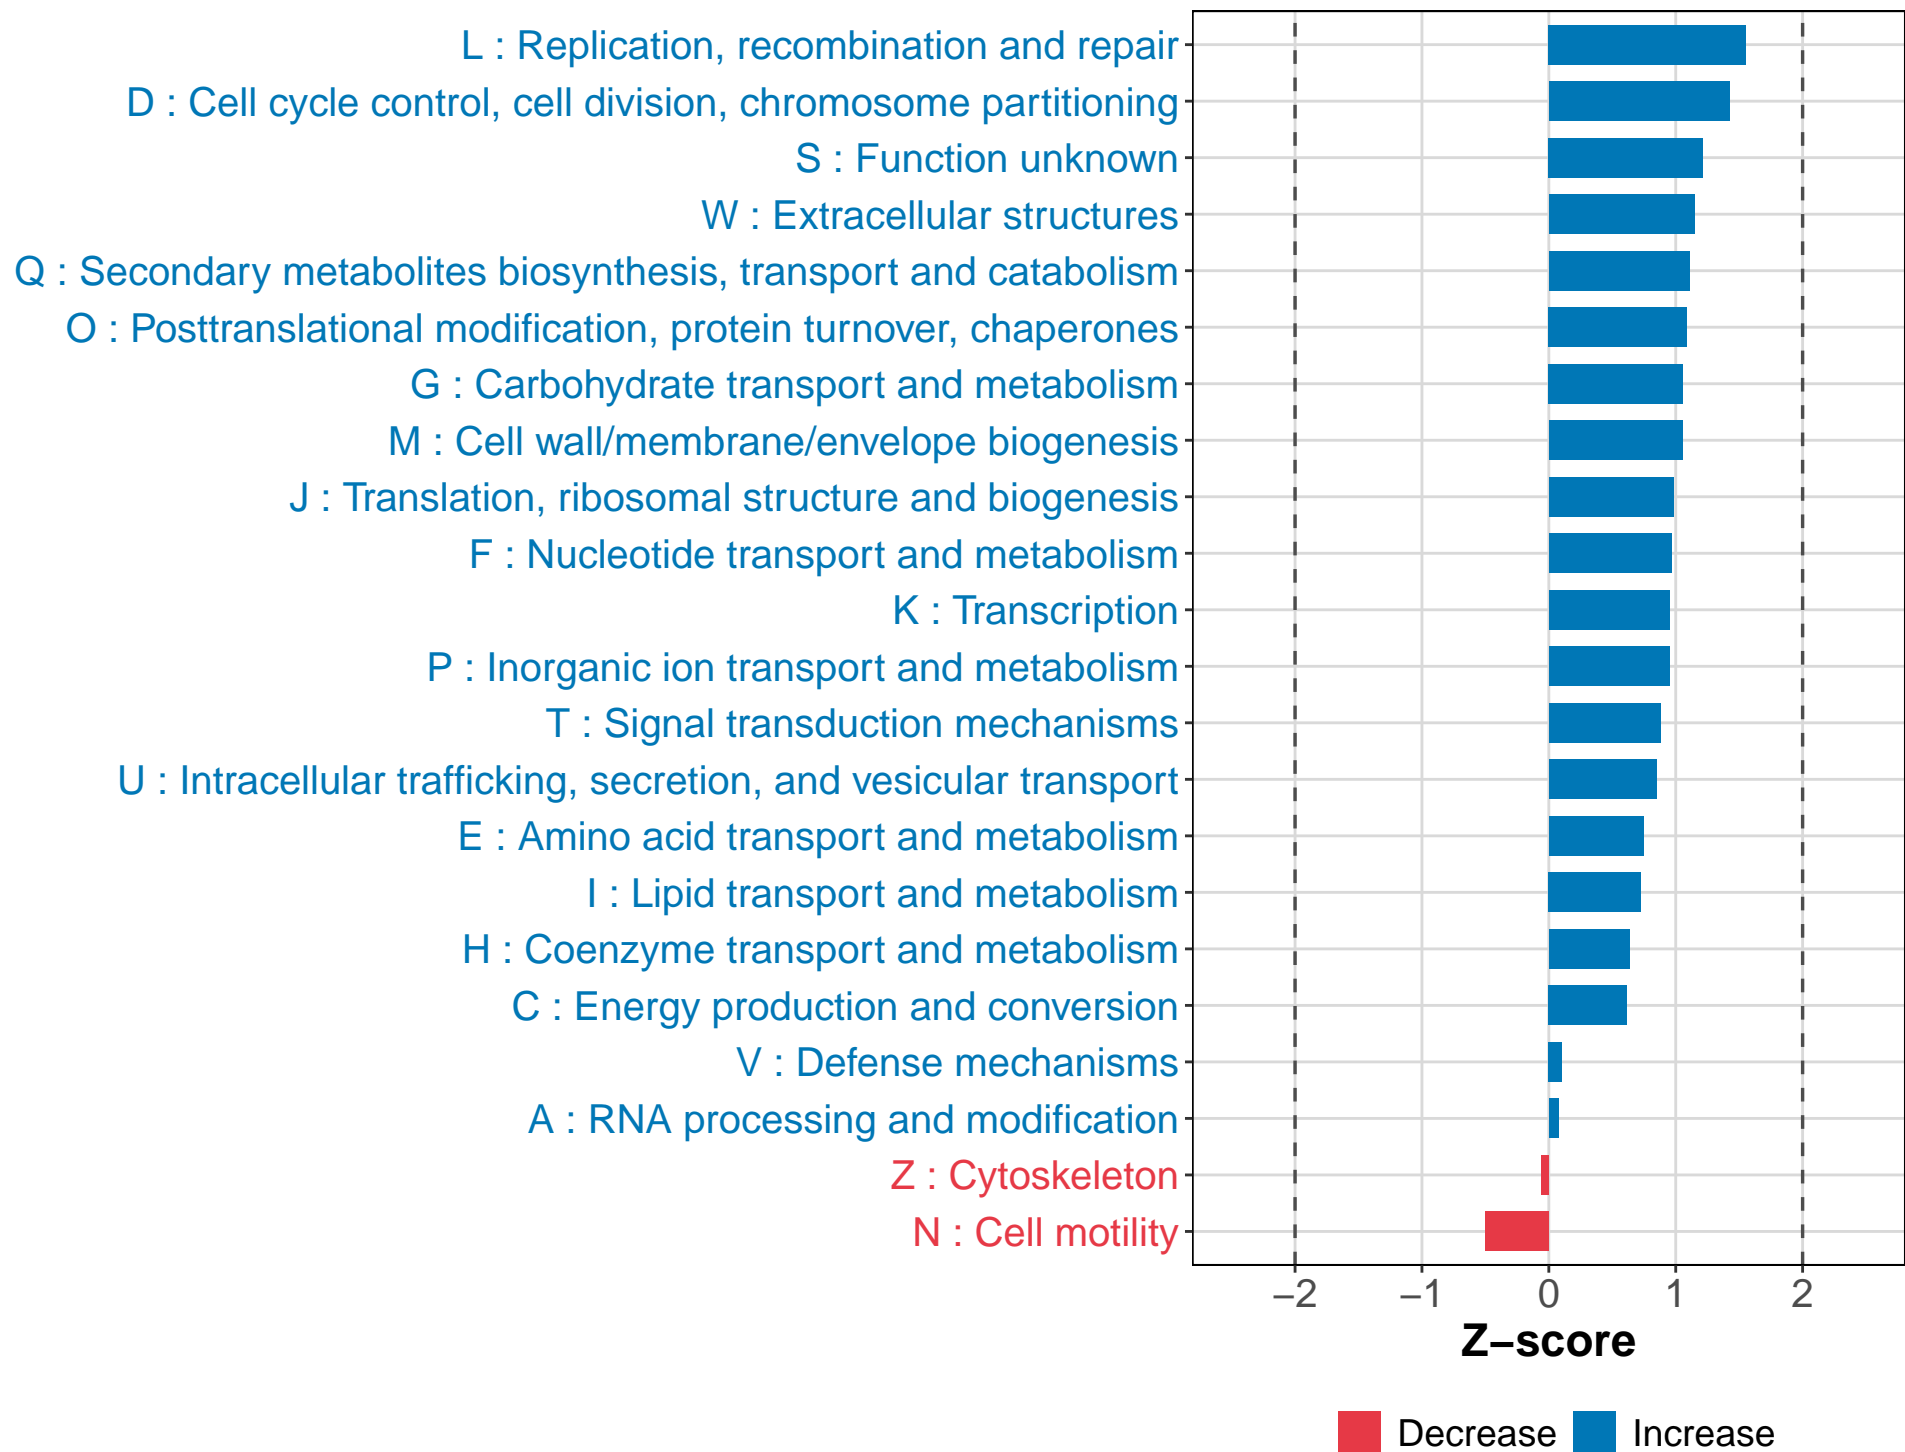 L : Replication, recombination and repair
D : Cell cycle control, cell division, chromosome partitioning
S : Function unknown
W : Extracellular structures
Q : Secondary metabolites biosynthesis, transport and catabolism
O : Posttranslational modification, protein turnover, chaperones
G : Carbohydrate transport and metabolism
M : Cell wall/membrane/envelope biogenesis
J : Translation, ribosomal structure and biogenesis
F : Nucleotide transport and metabolism
K : Transcription
P : Inorganic ion transport and metabolism
T : Signal transduction mechanisms
U : Intracellular trafficking, secretion, and vesicular transport
E : Amino acid transport and metabolism
I : Lipid transport and metabolism
H : Coenzyme transport and metabolism
C : Energy production and conversion
V : Defense mechanisms
A : RNA processing and modification
Z : Cytoskeleton
N : Cell motility
−2 −1 0 1 2
Z−score
Decrease Increase